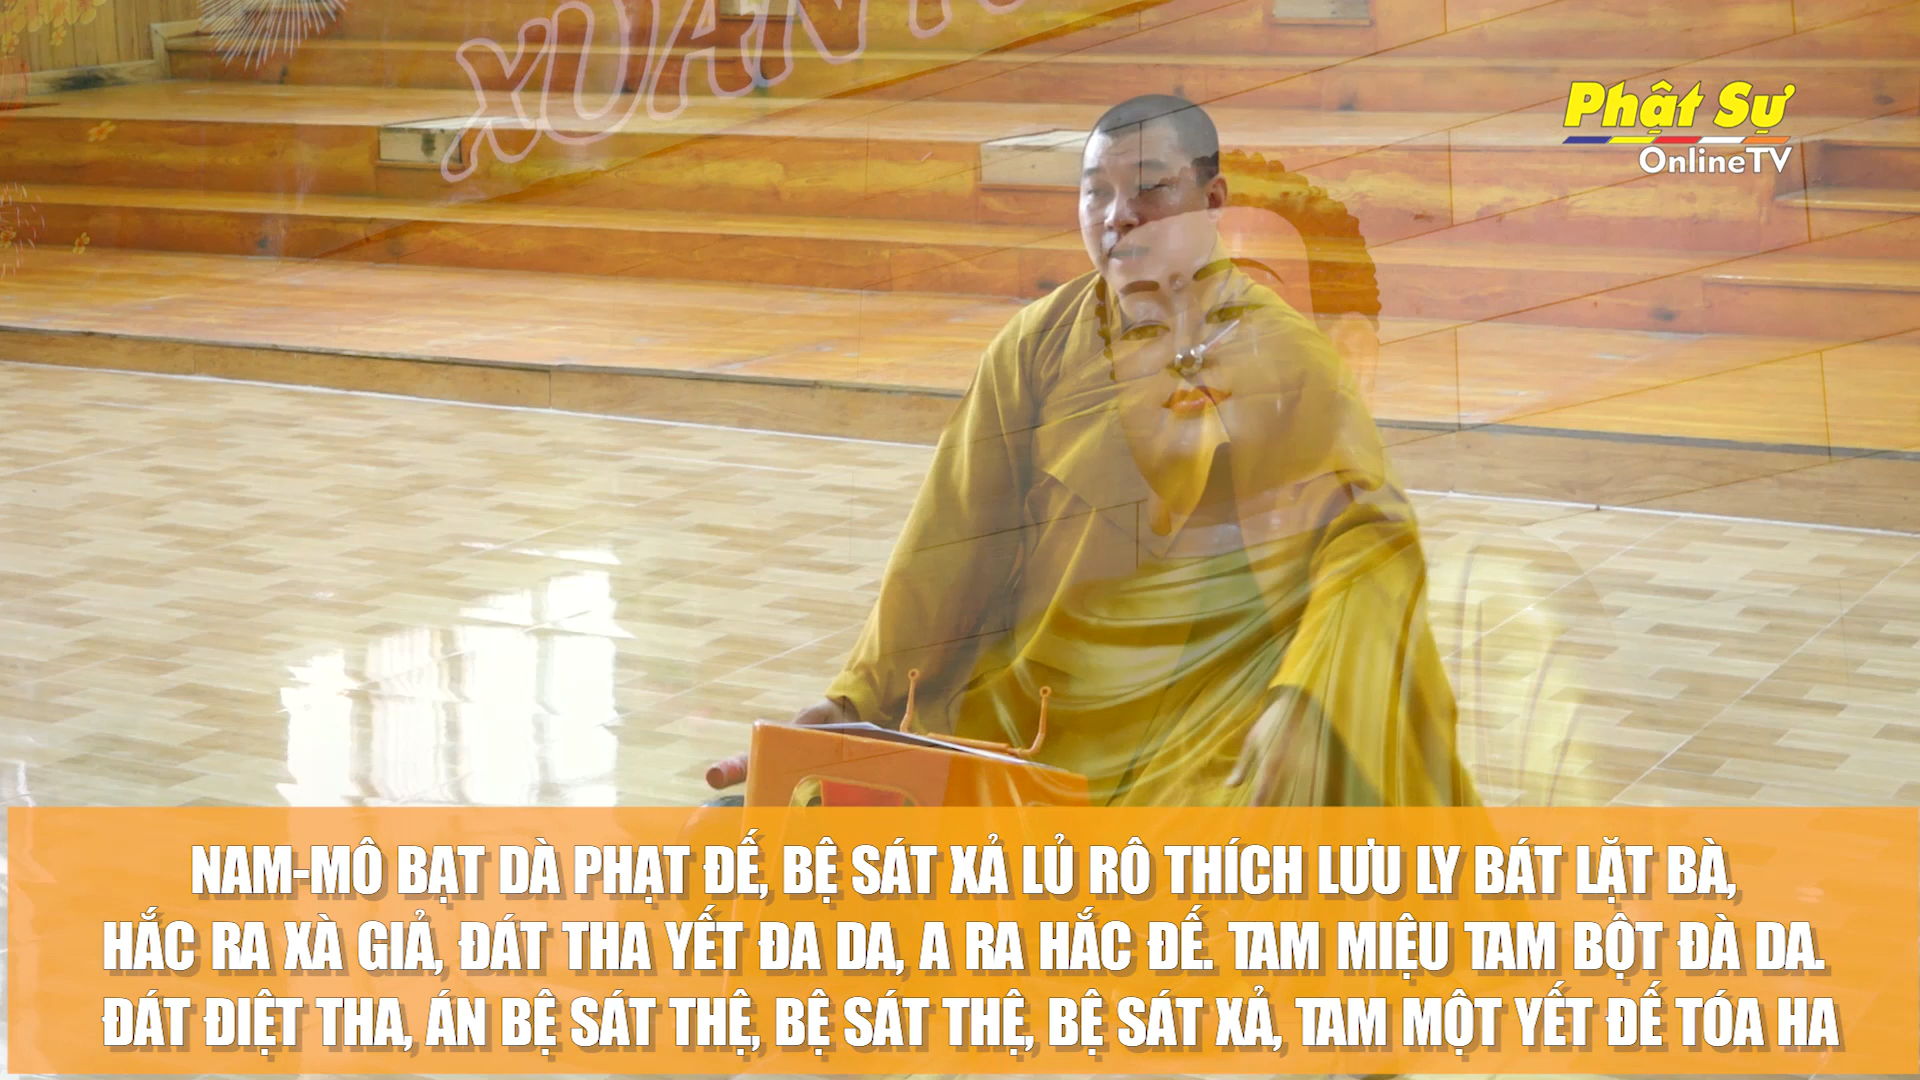 XUAN
Phật Sự
OnlineTV
NAM-MÔ BẠT DÀ PHẠT ĐẾ, BỆ SÁT XẢ LỦ RÔ THÍCH LƯU LY BÁT LẶT BÀ,
HẮC RA XÀ GIẢ, ĐÁT THA YẾT ĐA DA, A RA HẮC ĐẾ. TAM MIỆU TAM BỘT ĐÀ DA.
ĐÁT ĐIỆT THA, ÁN BỆ SÁT THỆ, BỆ SÁT THỆ, BỆ SÁT XẢ, TAM MỘT YẾT ĐẾ TÓA HA